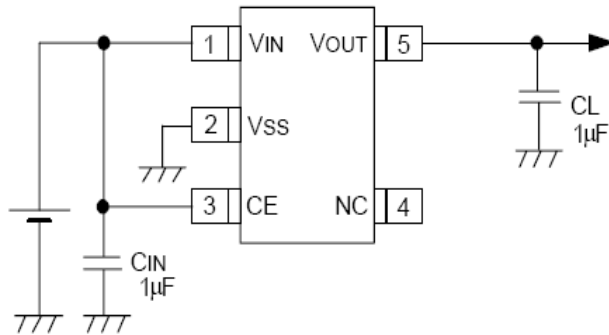 1 VIN VOUT 5
2 VSS
3 CE NC 4
CL
1µF
CIN
1µF